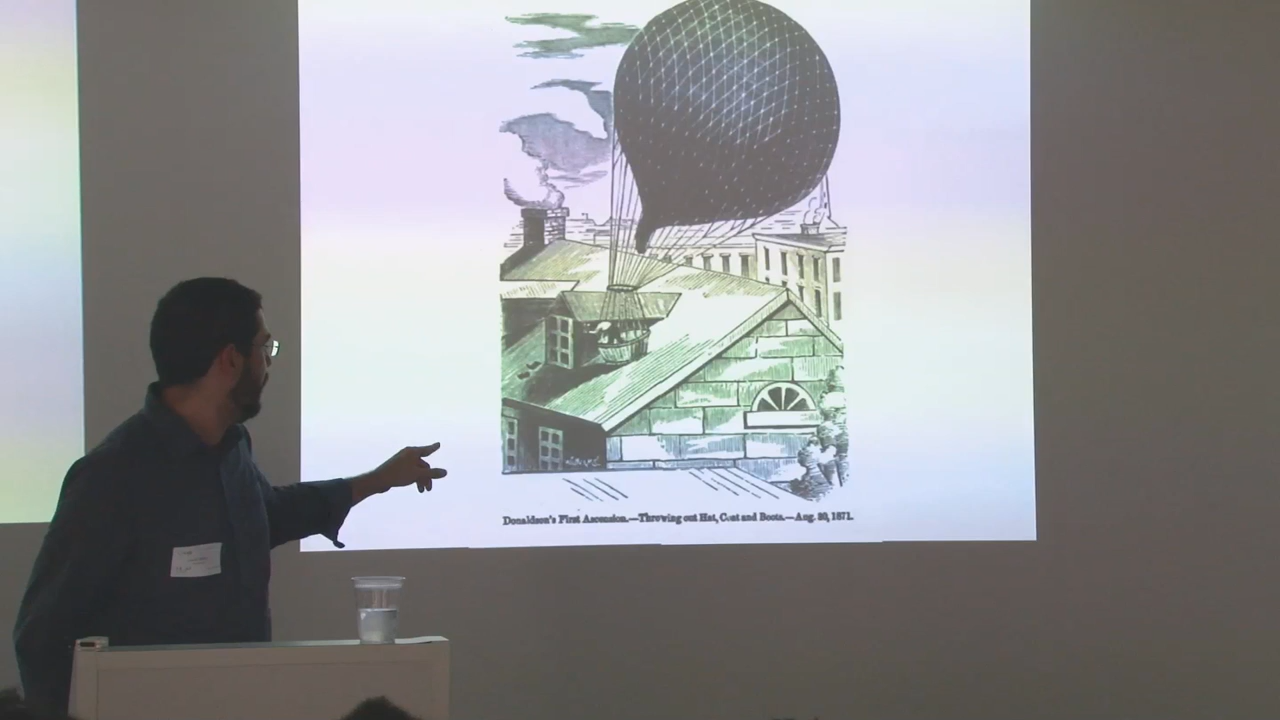 Donaldson's First Ascension.—Throwing out Hat, Coat and Boots.—Aug. 30, 1871.